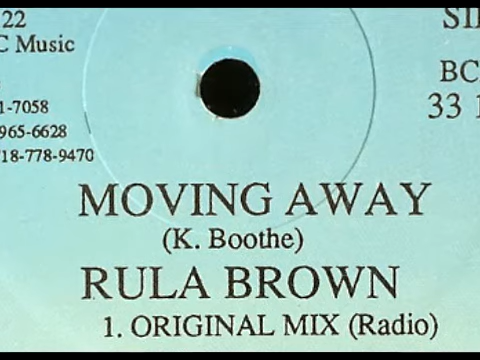 22
C Music
1-7058
965-6628
718-778-9470
BC
33
MOVING AWAY
(K. Boothe)
RULA BROWN
1. ORIGINAL MIX (Radio)